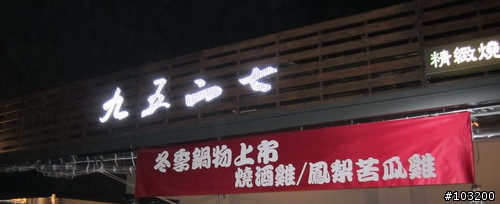 九五二七
精緻燒
冬季鍋物上市
燒酒雞/鳳梨苦瓜雞
#103200